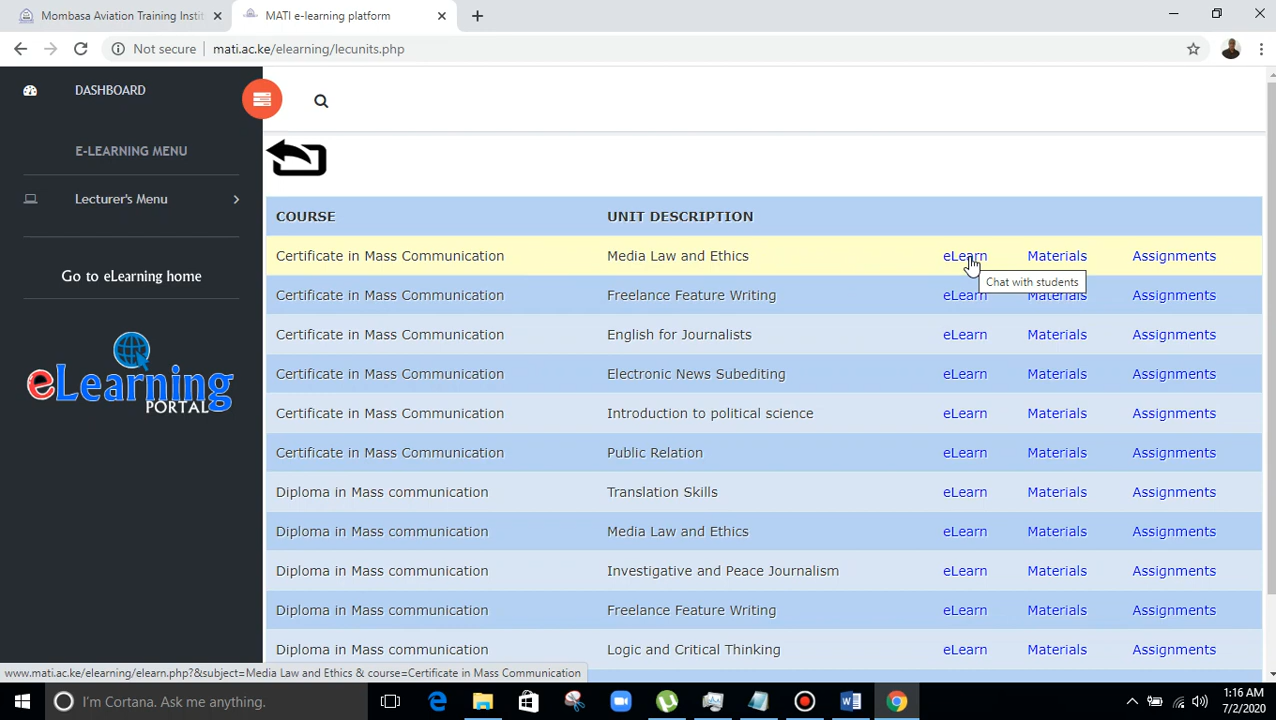 Mombasa Aviation Training Instit
MATI e-learning platform
Not secure
mati.ac.ke/elearning/lecunits.php
DASHBOARD
E-LEARNING MENU
Lecturer's Menu
Go to eLearning home
eLearning
PORTAL
COURSE UNIT DESCRIPTION
Certificate in Mass Communication Media Law and Ethics eLearn Materials Assignments
Chat with students
Certificate in Mass Communication Freelance Feature Writing eLearn Materials Assignments
Certificate in Mass Communication English for Journalists eLearn Materials Assignments
Certificate in Mass Communication Electronic News Subediting eLearn Materials Assignments
Certificate in Mass Communication Introduction to political science eLearn Materials Assignments
Certificate in Mass Communication Public Relation eLearn Materials Assignments
Diploma in Mass communication Translation Skills eLearn Materials Assignments
Diploma in Mass communication Media Law and Ethics eLearn Materials Assignments
Diploma in Mass communication Investigative and Peace Journalism eLearn Materials Assignments
Diploma in Mass communication Freelance Feature Writing eLearn Materials Assignments
Diploma in Mass communication Logic and Critical Thinking eLearn Materials Assignments
www.mati.ac.ke/elearning/elearn.php?&subject=Media Law and Ethics & course=Certificate in Mass Communication
I'm Cortana. Ask me anything.
1:16 AM
7/2/2020